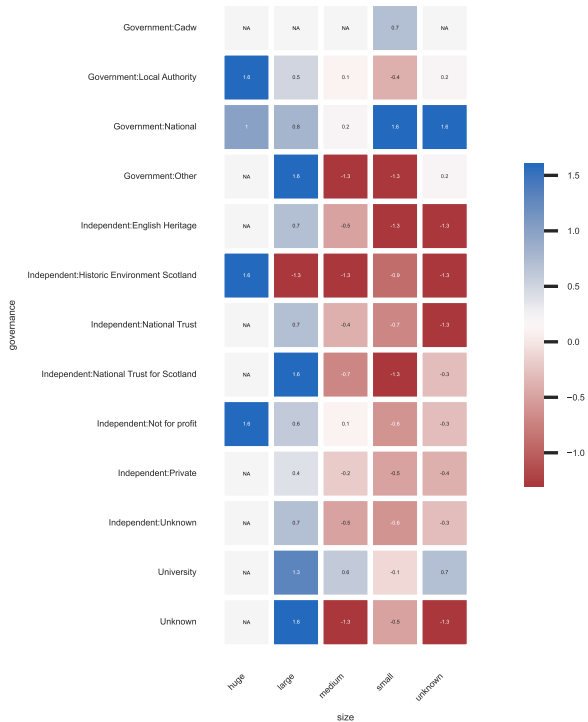 Government:Cadw NA NA NA 0.7 NA
Government:Local Authority 1.6 0.5 0.1 -0.4 0.2
Government:National 1 0.8 0.2 1.6 1.6
Government:Other NA 1.6 -1.3 -1.3 0.2
Independent:English Heritage NA 0.7 -0.5 -1.3 -1.3
Independent:Historic Environment Scotland 1.6 -1.3 -1.3 -0.9 -1.3
Independent:National Trust NA 0.7 -0.4 -0.7 -1.3
Independent:National Trust for Scotland NA 1.6 -0.7 -1.3 -0.3
Independent:Not for profit 1.6 0.6 0.1 -0.6 -0.3
Independent:Private NA 0.4 -0.2 -0.5 -0.4
Independent:Unknown NA 0.7 -0.5 -0.6 -0.3
University NA 1.3 0.6 -0.1 0.7
Unknown NA 1.6 -1.3 -0.5 -1.3
huge large medium small unknown
size
governance
1.5
1.0
0.5
0.0
−0.5
−1.0